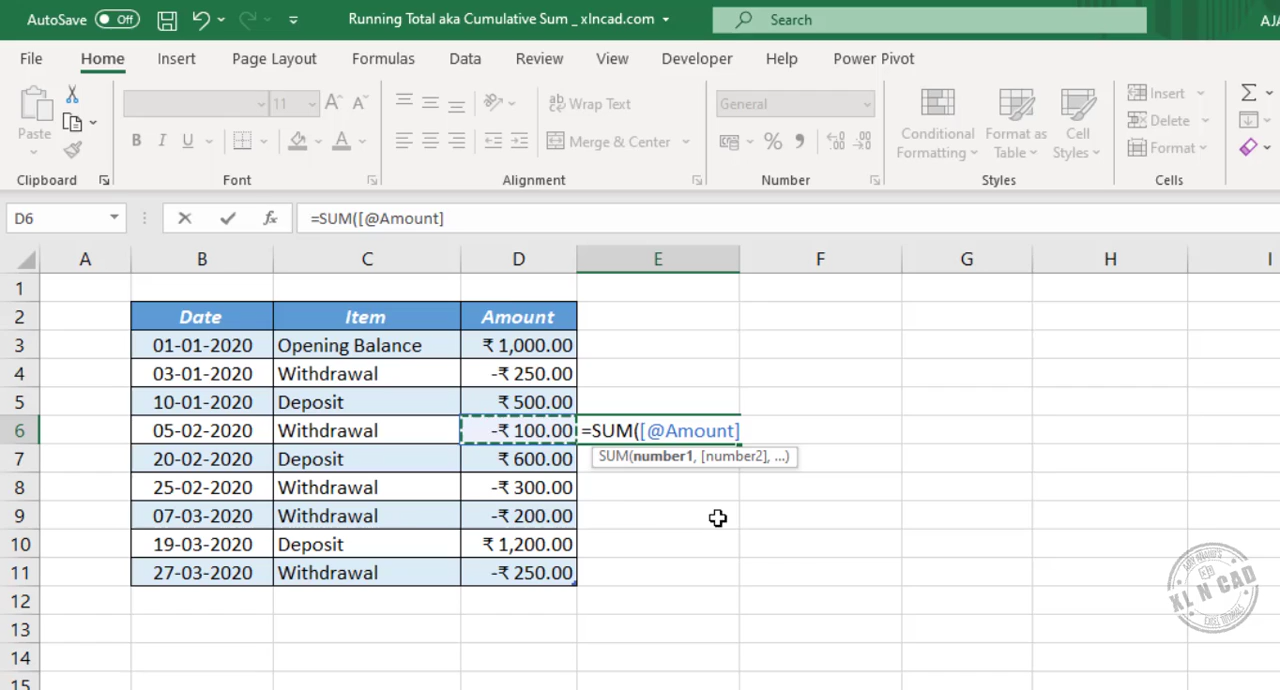 AutoSave Off Running Total aka Cumulative Sum _ xlncad.com Search
File Home Insert Page Layout Formulas Data Review View Developer Help Power Pivot
Paste
11
Wrap Text
Merge & Center
General
Conditional Formatting
Format as Table
Cell Styles
Insert
Delete
Format
Clipboard Font Alignment Number Styles Cells
D6 =SUM([@Amount]
A B C D E F G H I
1
2 Date Item Amount
3 01-01-2020 Opening Balance ₹ 1,000.00
4 03-01-2020 Withdrawal -₹ 250.00
5 10-01-2020 Deposit ₹ 500.00
6 05-02-2020 Withdrawal -₹ 100.00 =SUM([@Amount]
SUM(number1, [number2], ...)
7 20-02-2020 Deposit ₹ 600.00
8 25-02-2020 Withdrawal -₹ 300.00
9 07-03-2020 Withdrawal -₹ 200.00
10 19-03-2020 Deposit ₹ 1,200.00
11 27-03-2020 Withdrawal -₹ 250.00
12
13
14
15
XL N CAD